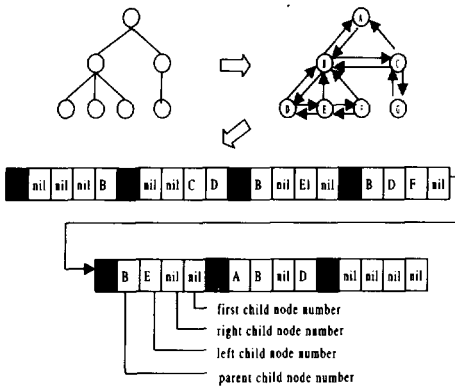 A
B C
D E F G
nil nil nil B nil nil C D B nil El nil B D F nil
B E nil nil A B nil D nil nil nil nil
first child node number
right child node number
left child node number
parent child node number